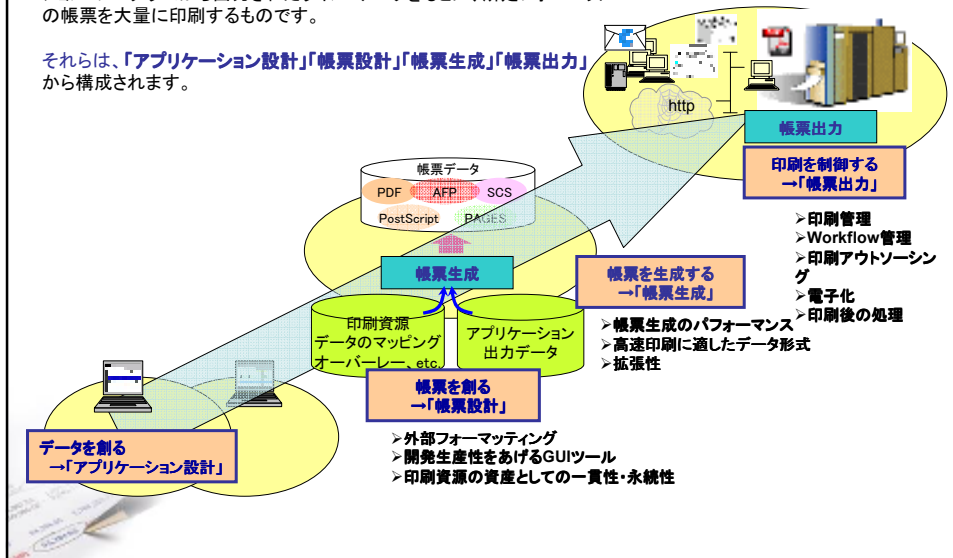 の帳票を大量に印刷するものです。
それらは、「アプリケーション設計」「帳票設計」「帳票生成」「帳票出力」
から構成されます。
http
帳票出力
印刷を制御する
→「帳票出力」
➢印刷管理
➢Workflow管理
➢印刷アウトソーシン
グ
➢電子化
➢印刷後の処理
帳票データ
PDF AFP SCS
PostScript PAGES
帳票生成
帳票を生成する
→「帳票生成」
➢帳票生成のパフォーマンス
➢高速印刷に適したデータ形式
➢拡張性
印刷資源
データのマッピング
オーバーレー、etc.
アプリケーション
出力データ
帳票を創る
→「帳票設計」
➢外部フォーマッティング
➢開発生産性をあげるGUIツール
➢印刷資源の資産としての一貫性・永続性
データを創る
→「アプリケーション設計」